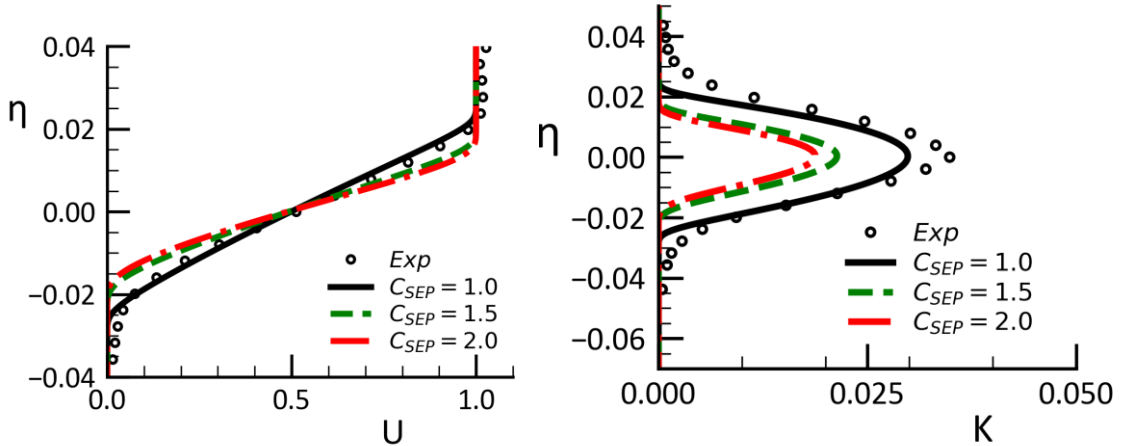 0.04
0.02
0.00
−0.02
−0.04
η
0.0
0.5
1.0
U
Exp
C_SEP = 1.0
C_SEP = 1.5
C_SEP = 2.0
0.04
0.02
0.00
−0.02
−0.04
−0.06
η
0.000
0.025
0.050
K
Exp
C_SEP = 1.0
C_SEP = 1.5
C_SEP = 2.0